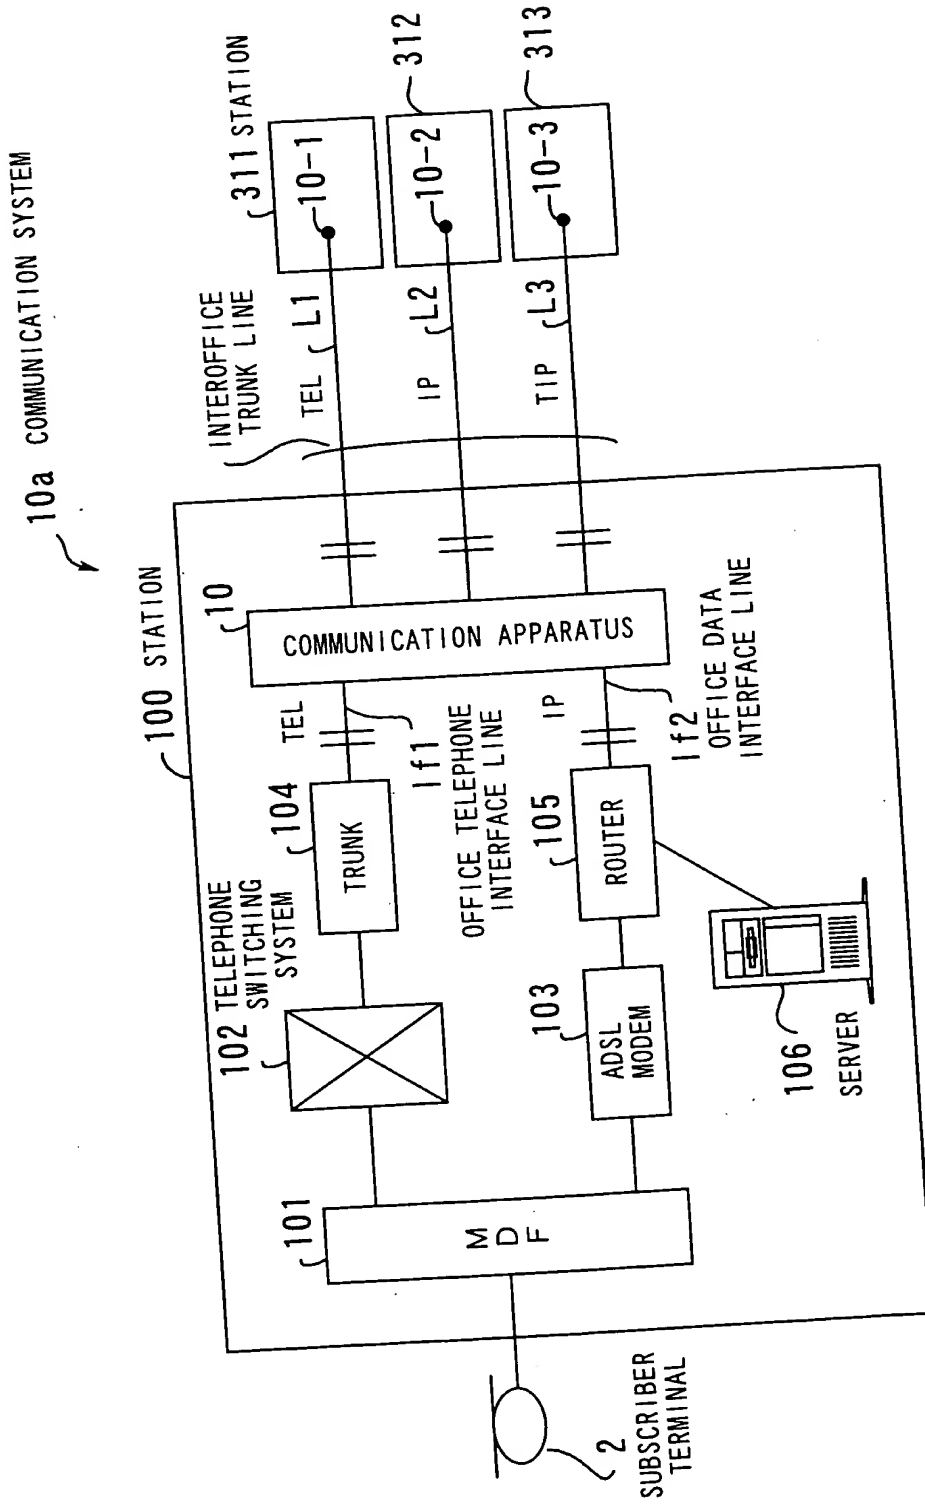 10a COMMUNICATION SYSTEM
100 STATION
2
SUBSCRIBER
TERMINAL
101
MDF
102 TELEPHONE
SWITCHING
SYSTEM
103
ADSL
MODEM
104
TRUNK
105
ROUTER
106
SERVER
TEL
If1
OFFICE TELEPHONE
INTERFACE LINE
IP
If2
OFFICE DATA
INTERFACE LINE
10
COMMUNICATION APPARATUS
INTEROFFICE
TRUNK LINE
TEL
L1
IP
L2
TIP
L3
311 STATION
10-1
312
10-2
313
10-3